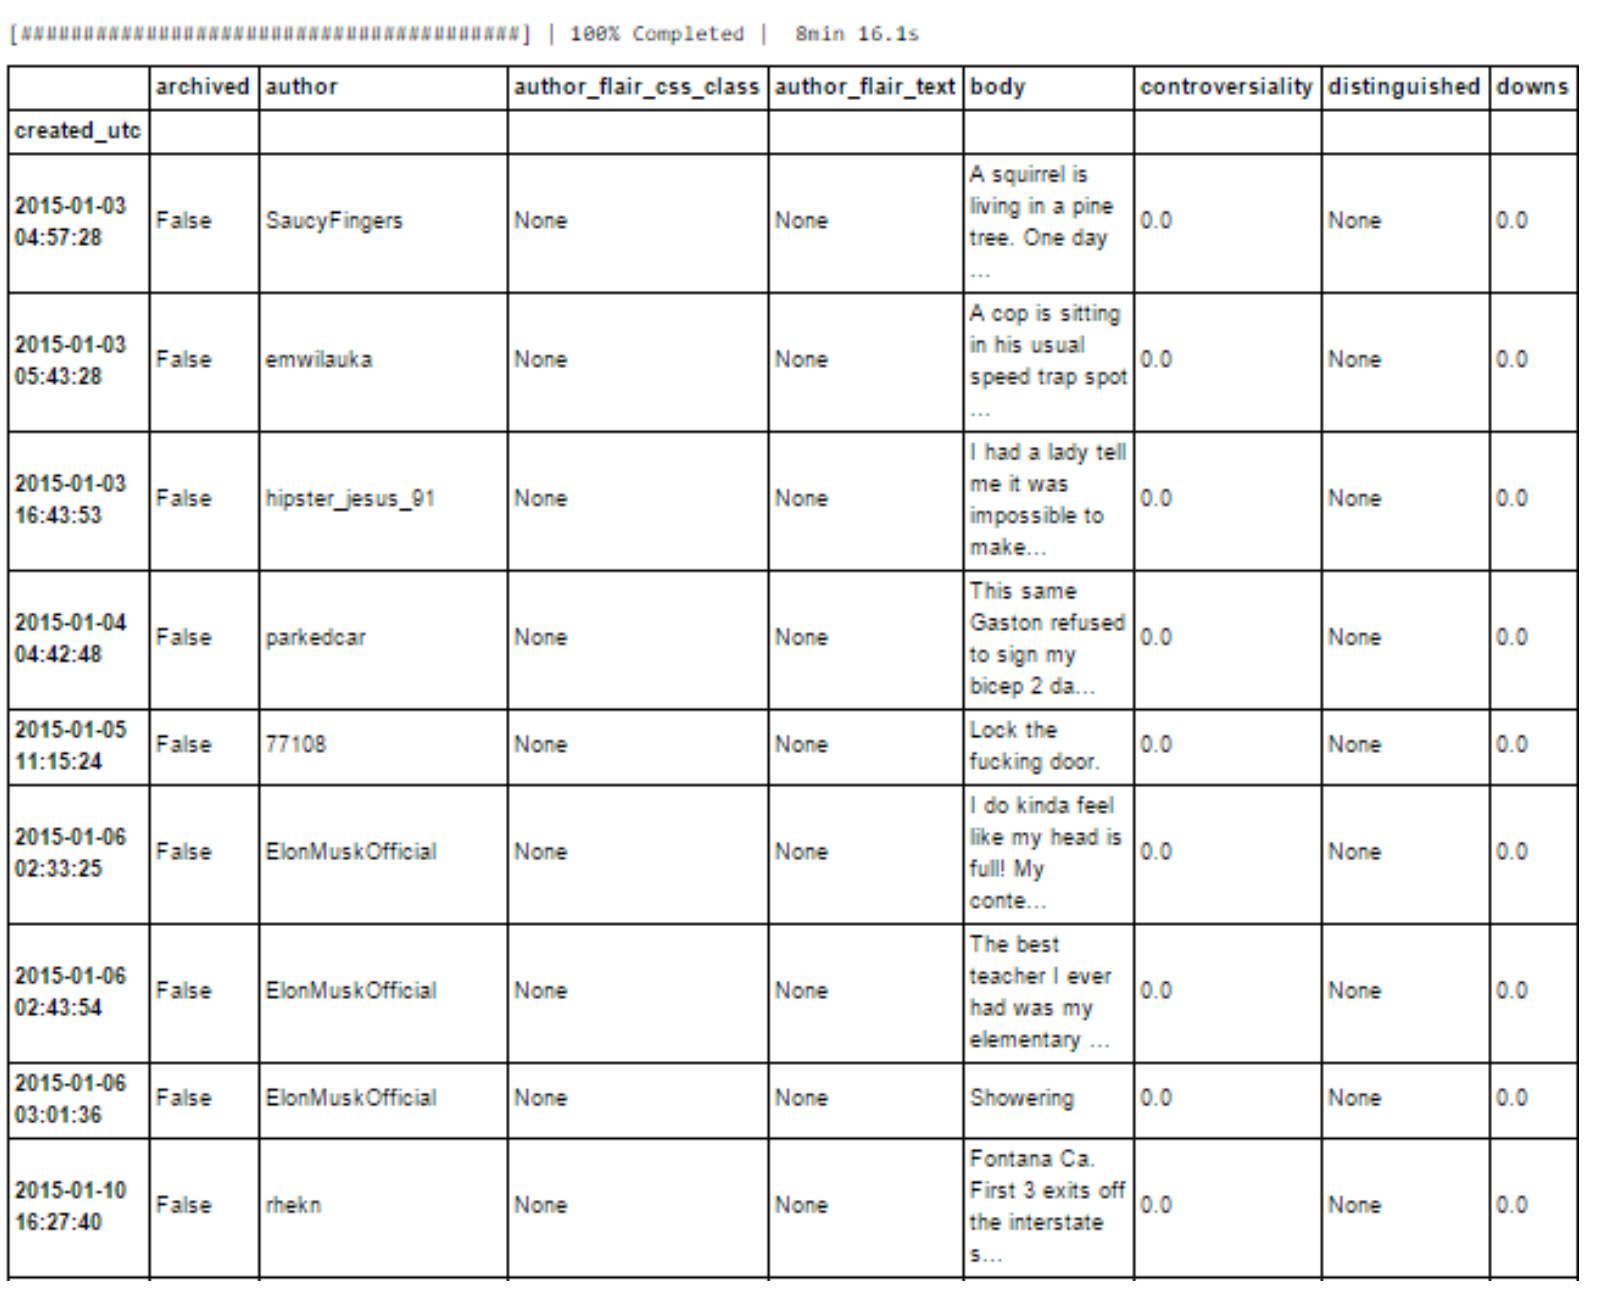 [########################################] | 100% Completed |  8min 16.1s
archived author author_flair_css_class author_flair_text body controversiality distinguished downs
created_utc
2015-01-03 04:57:28 False SaucyFingers None None A squirrel is living in a pine tree. One day ... 0.0 None 0.0
2015-01-03 05:43:28 False emwilauka None None A cop is sitting in his usual speed trap spot ... 0.0 None 0.0
2015-01-03 16:43:53 False hipster_jesus_91 None None I had a lady tell me it was impossible to make... 0.0 None 0.0
2015-01-04 04:42:48 False parkedcar None None This same Gaston refused to sign my bicep 2 da... 0.0 None 0.0
2015-01-05 11:15:24 False 77108 None None Lock the fucking door. 0.0 None 0.0
2015-01-06 02:33:25 False ElonMuskOfficial None None I do kinda feel like my head is full! My conte... 0.0 None 0.0
2015-01-06 02:43:54 False ElonMuskOfficial None None The best teacher I ever had was my elementary ... 0.0 None 0.0
2015-01-06 03:01:36 False ElonMuskOfficial None None Showering 0.0 None 0.0
2015-01-10 16:27:40 False rhekn None None Fontana Ca. First 3 exits off the interstate s... 0.0 None 0.0